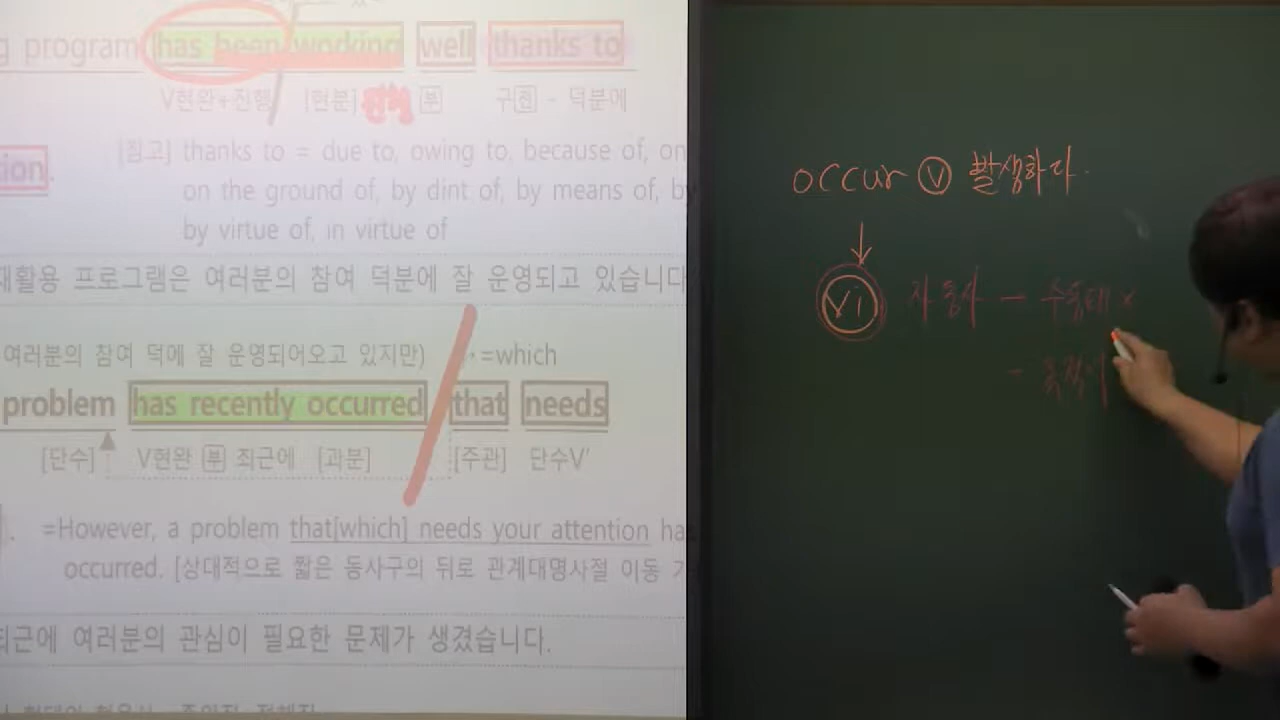 g program has been working well thanks to
V현완+진행 [현분] 부 구전 - 덕분에
tion.
[참고] thanks to = due to, owing to, because of, on
on the ground of, by dint of, by means of, by
by virtue of, in virtue of
재활용 프로그램은 여러분의 참여 덕분에 잘 운영되고 있습니다
여러분의 참여 덕에 잘 운영되어오고 있지만) =which
problem has recently occurred that needs
[단수] V현완 부 최근에 [과분] [주관] 단수V'
. =However, a problem that[which] needs your attention has
occurred. [상대적으로 짧은 동사구의 뒤로 관계대명사절 이동 가
최근에 여러분의 관심이 필요한 문제가 생겼습니다.
occur V 발생하다.
Vi 자동사 - 수동태 x
- 목적어